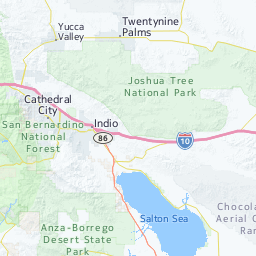 Twentynine
Palms
Yucca
Valley
Joshua Tree
National Park
Cathedral
City
San Bernardino
National
Forest
Indio
86
10
Salton Sea
Chocola
Aerial G
Ran
Anza-Borrego
Desert State
Park